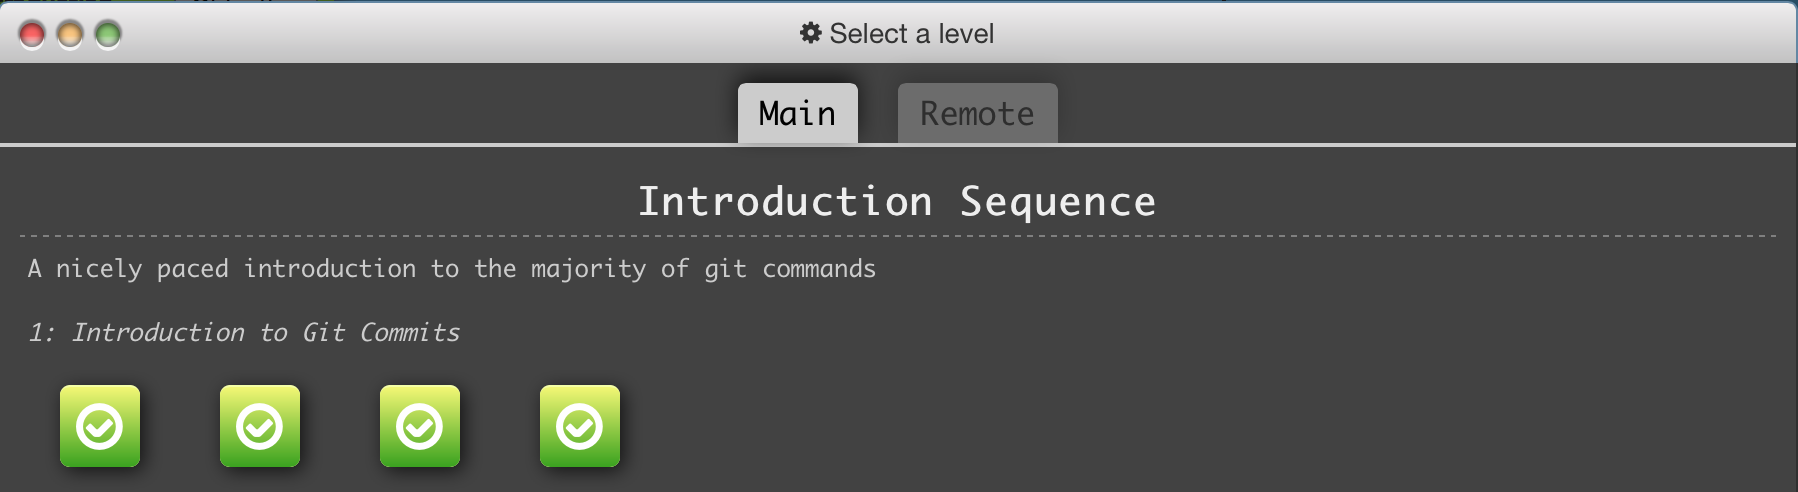 Select a level
Main Remote
Introduction Sequence
A nicely paced introduction to the majority of git commands
1: Introduction to Git Commits